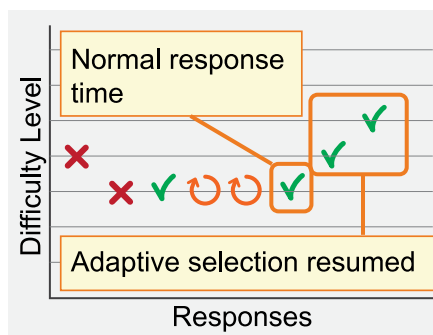 Normal response
time
Difficulty Level
Adaptive selection resumed
Responses